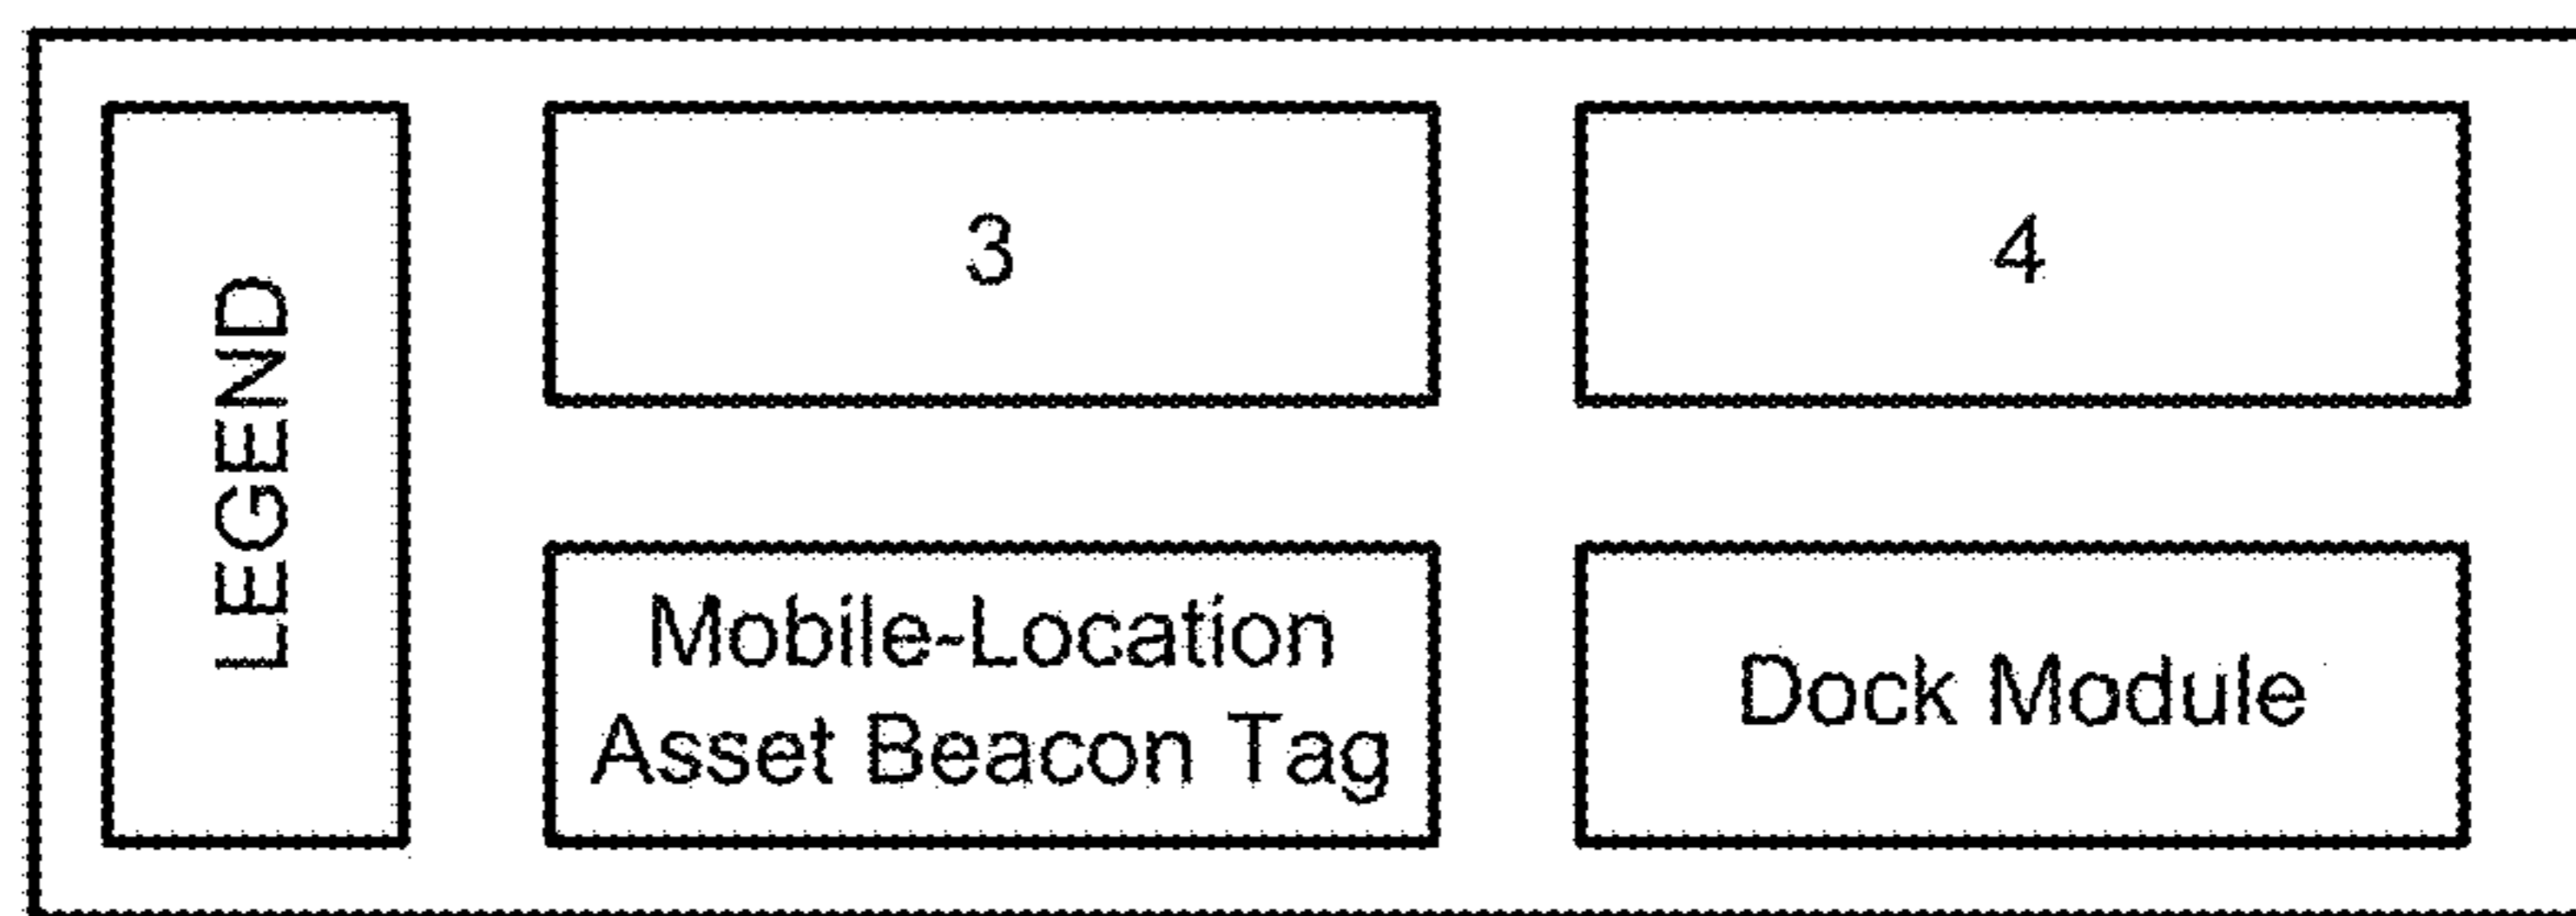 LEGEND
3
4
Mobile-Location
Asset Beacon Tag
Dock Module